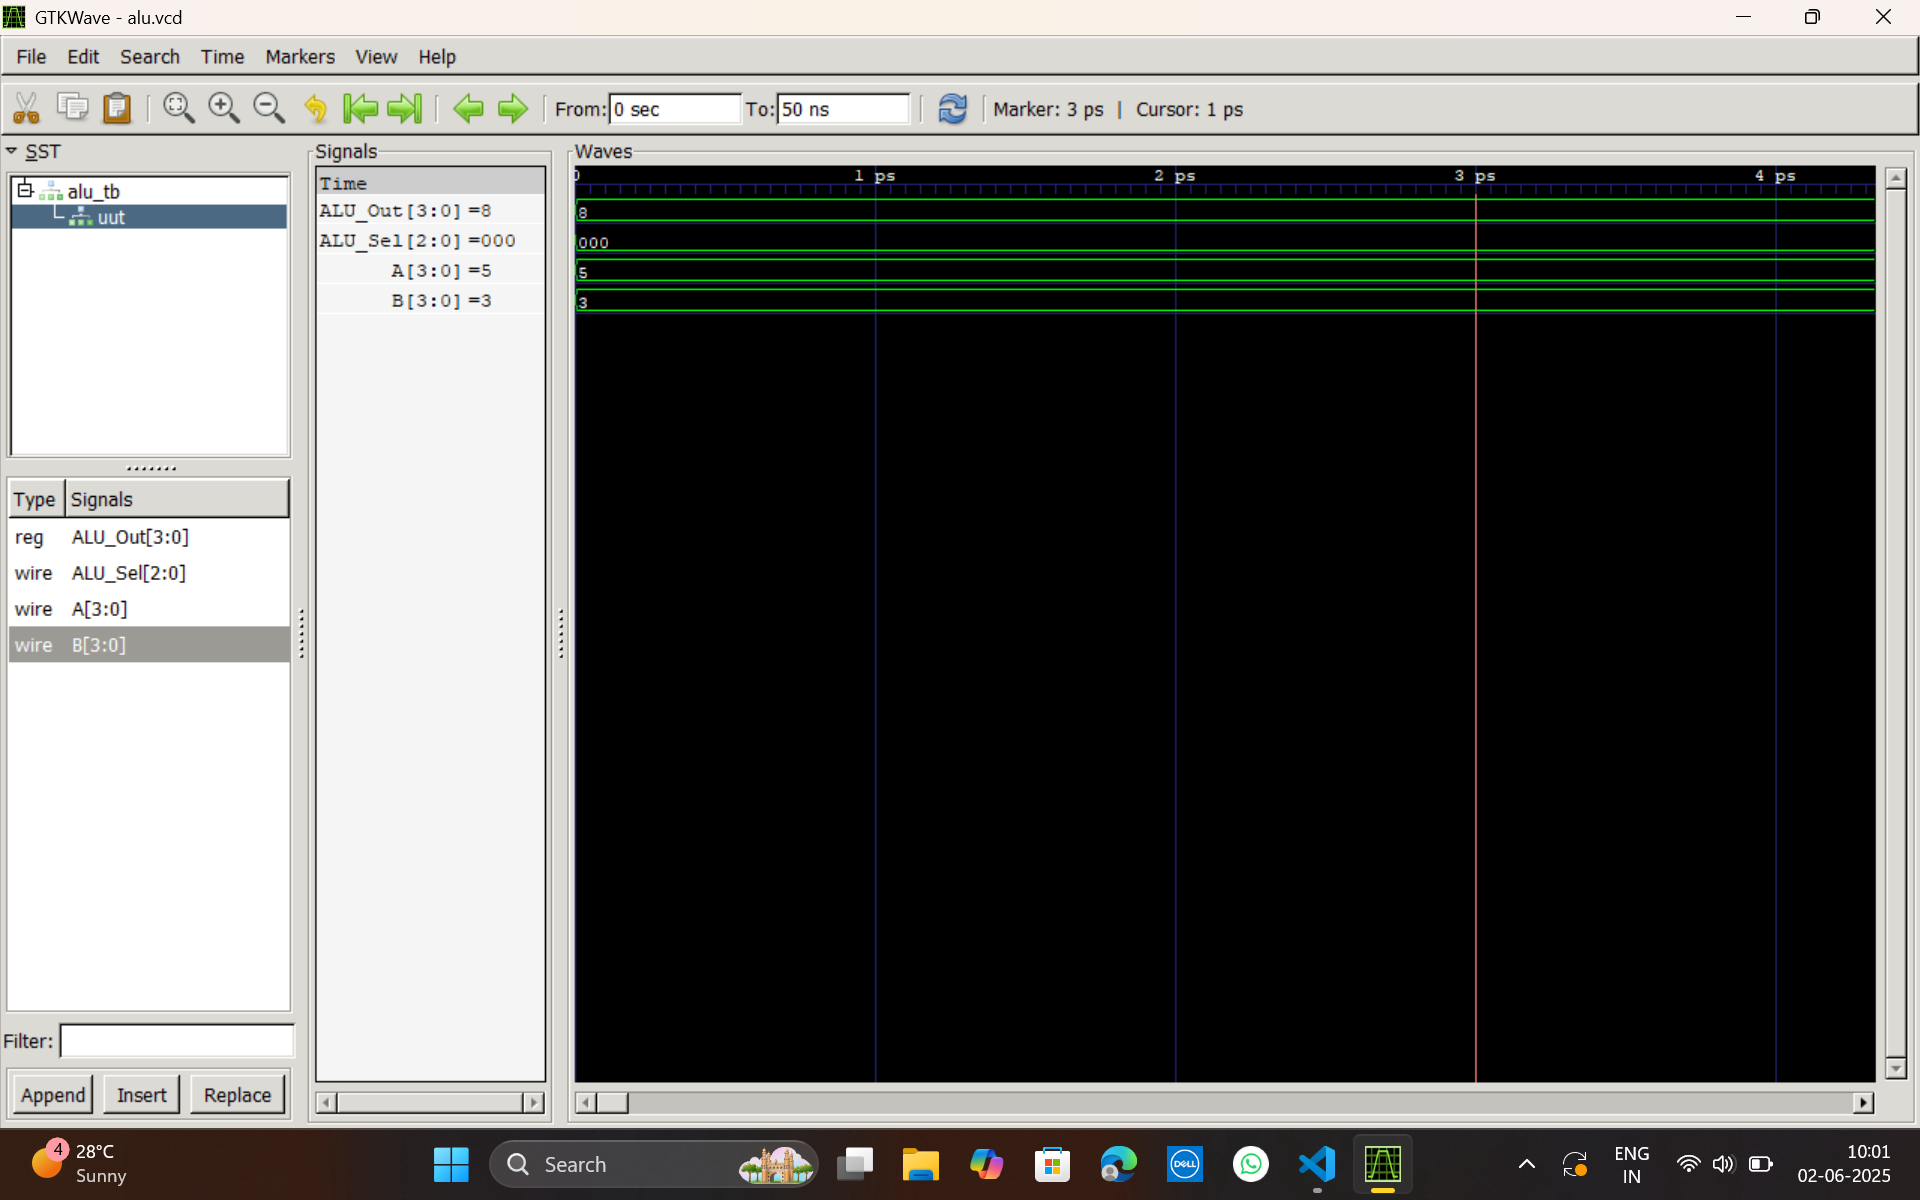 GTKWave - alu.vcd
File Edit Search Time Markers View Help
From: 0 sec To: 50 ns Marker: 3 ps | Cursor: 1 ps
SST
alu_tb
uut
Type Signals
reg ALU_Out[3:0]
wire ALU_Sel[2:0]
wire A[3:0]
wire B[3:0]
Filter:
Append Insert Replace
Signals
Time
ALU_Out[3:0]=8
ALU_Sel[2:0]=000
A[3:0]=5
B[3:0]=3
Waves
0 1 ps 2 ps 3 ps 4 ps
8
000
5
3
4
28°C
Sunny
Search
DELL
ENG
IN
10:01
02-06-2025